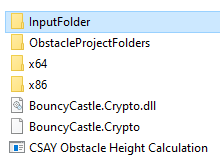 InputFolder
ObstacleProjectFolders
x64
x86
BouncyCastle.Crypto.dll
BouncyCastle.Crypto
CSAY Obstacle Height Calculation